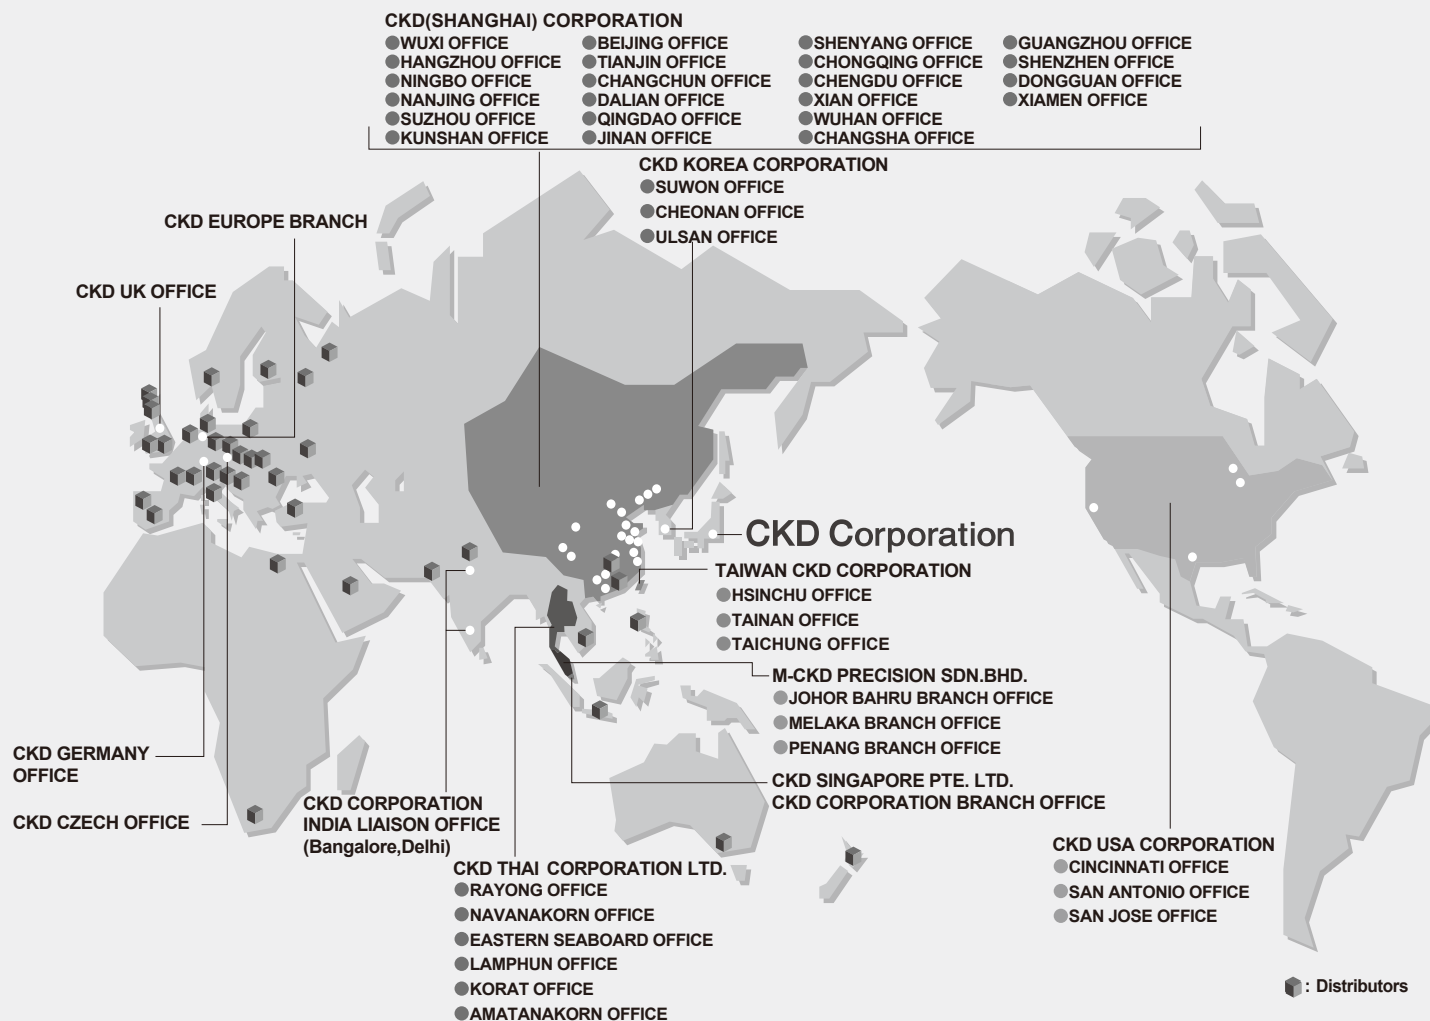 CKD(SHANGHAI) CORPORATION
WUXI OFFICE
HANGZHOU OFFICE
NINGBO OFFICE
NANJING OFFICE
SUZHOU OFFICE
KUNSHAN OFFICE
BEIJING OFFICE
TIANJIN OFFICE
CHANGCHUN OFFICE
DALIAN OFFICE
QINGDAO OFFICE
JINAN OFFICE
SHENYANG OFFICE
CHONGQING OFFICE
CHENGDU OFFICE
XIAN OFFICE
WUHAN OFFICE
CHANGSHA OFFICE
GUANGZHOU OFFICE
SHENZHEN OFFICE
DONGGUAN OFFICE
XIAMEN OFFICE
CKD KOREA CORPORATION
SUWON OFFICE
CHEONAN OFFICE
ULSAN OFFICE
CKD EUROPE BRANCH
CKD UK OFFICE
CKD Corporation
TAIWAN CKD CORPORATION
HSINCHU OFFICE
TAINAN OFFICE
TAICHUNG OFFICE
M-CKD PRECISION SDN.BHD.
JOHOR BAHRU BRANCH OFFICE
MELAKA BRANCH OFFICE
PENANG BRANCH OFFICE
CKD SINGAPORE PTE. LTD.
CKD CORPORATION BRANCH OFFICE
CKD GERMANY
OFFICE
CKD CZECH OFFICE
CKD CORPORATION
INDIA LIAISON OFFICE
(Bangalore,Delhi)
CKD THAI CORPORATION LTD.
RAYONG OFFICE
NAVANAKORN OFFICE
EASTERN SEABOARD OFFICE
LAMPHUN OFFICE
KORAT OFFICE
AMATANAKORN OFFICE
CKD USA CORPORATION
CINCINNATI OFFICE
SAN ANTONIO OFFICE
SAN JOSE OFFICE
: Distributors